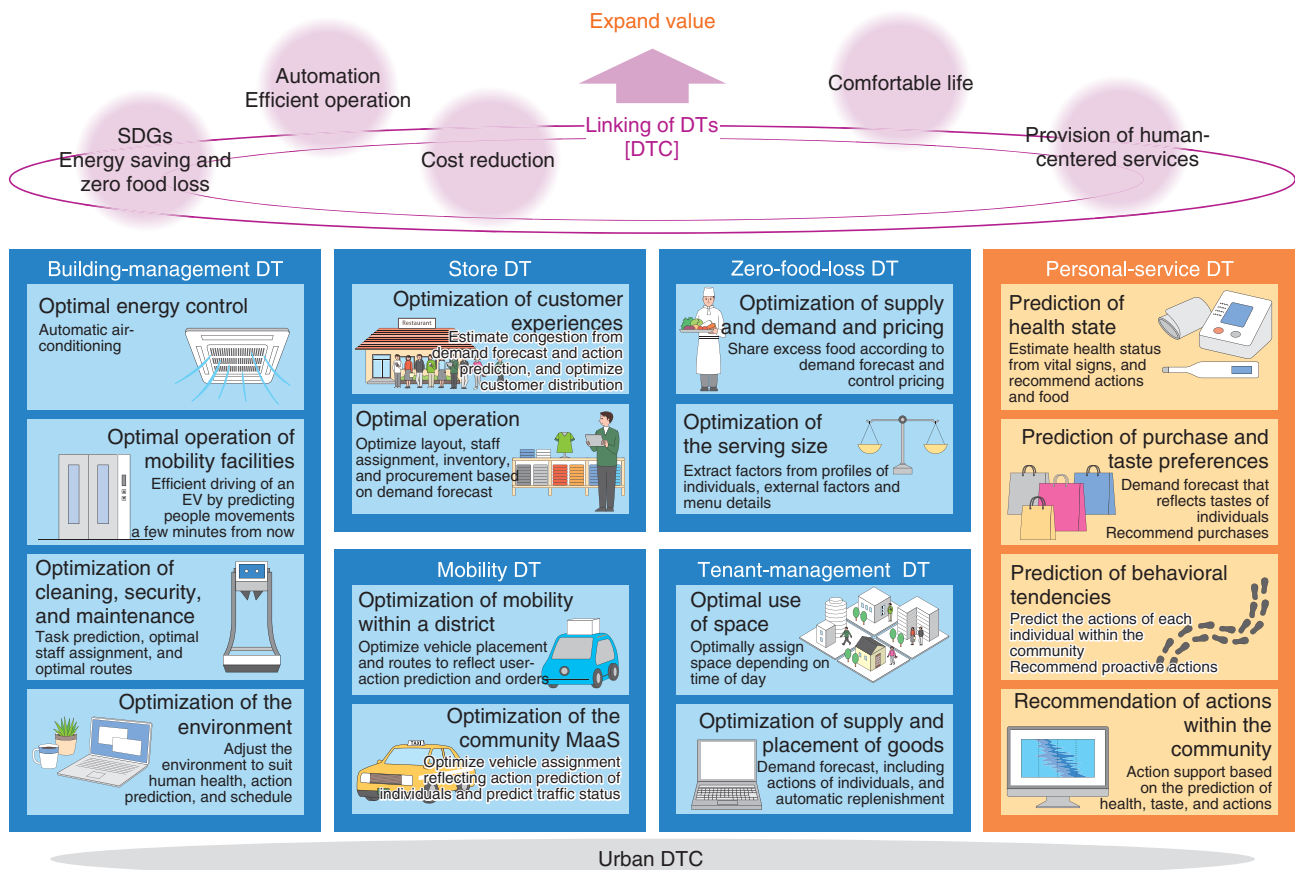 Expand value
Automation
Efficient operation
Comfortable life
SDGs
Energy saving and
zero food loss
Cost reduction
Linking of DTs
[DTC]
Provision of human-
centered services
Building-management DT
Optimal energy control
Automatic air-
conditioning
Optimal operation of
mobility facilities
Efficient driving of an
EV by predicting
people movements
a few minutes from now
Optimization of
cleaning, security,
and maintenance
Task prediction, optimal
staff assignment, and
optimal routes
Optimization of the
environment
Adjust the
environment to suit
human health, action
prediction, and schedule
Store DT
Optimization of customer
experiences
Restaurant
Estimate congestion from
demand forecast and action
prediction, and optimize
customer distribution
Optimal operation
Optimize layout, staff
assignment, inventory,
and procurement based
on demand forecast
Mobility DT
Optimization of mobility
within a district
Optimize vehicle placement
and routes to reflect user-
action prediction and orders
Optimization of the
community MaaS
TAXI
Optimize vehicle assignment
reflecting action prediction of
individuals and predict traffic status
Zero-food-loss DT
Optimization of supply
and demand and pricing
Share excess food according to
demand forecast and
control pricing
Optimization of
the serving size
Extract factors from profiles of
individuals, external factors and
menu details
Tenant-management DT
Optimal use
of space
Optimally assign
space depending on
time of day
Optimization of supply and
placement of goods
Demand forecast, including
actions of individuals, and
automatic replenishment
Personal-service DT
Prediction of
health state
Estimate health status
from vital signs, and
recommend actions
and food
Prediction of purchase and
taste preferences
Demand forecast that
reflects tastes of
individuals
Recommend purchases
Prediction of behavioral
tendencies
Predict the actions of each
individual within the
community
Recommend proactive actions
Recommendation of actions
within the
community
Action support based
on the prediction of
health, taste, and actions
Urban DTC